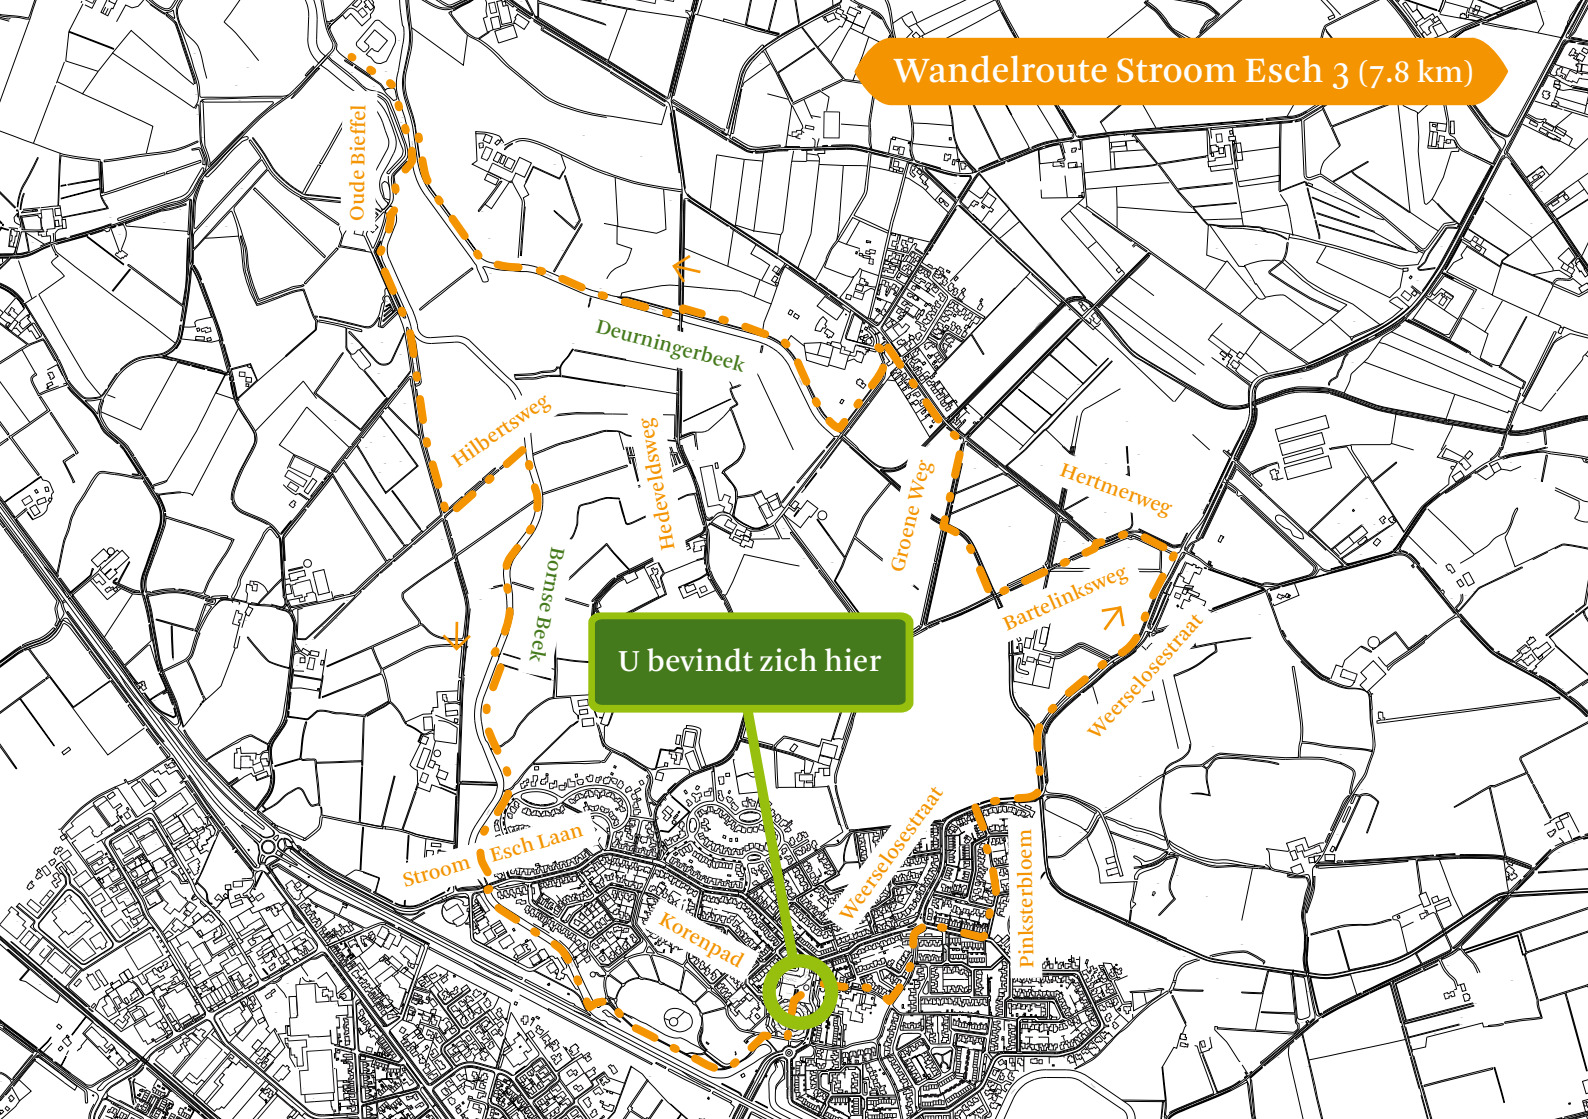 Wandelroute Stroom Esch 3 (7.8 km)
Oude Bieffel
Deurningerbeek
Hilbertsweg
Hedeveldsweg
Groene Weg
Hertmerweg
Bartelinksweg
Bornse Beek
U bevindt zich hier
Weerselosestraat
Weerselosestraat
Stroom Esch Laan
Korenpad
Pinksterbloem